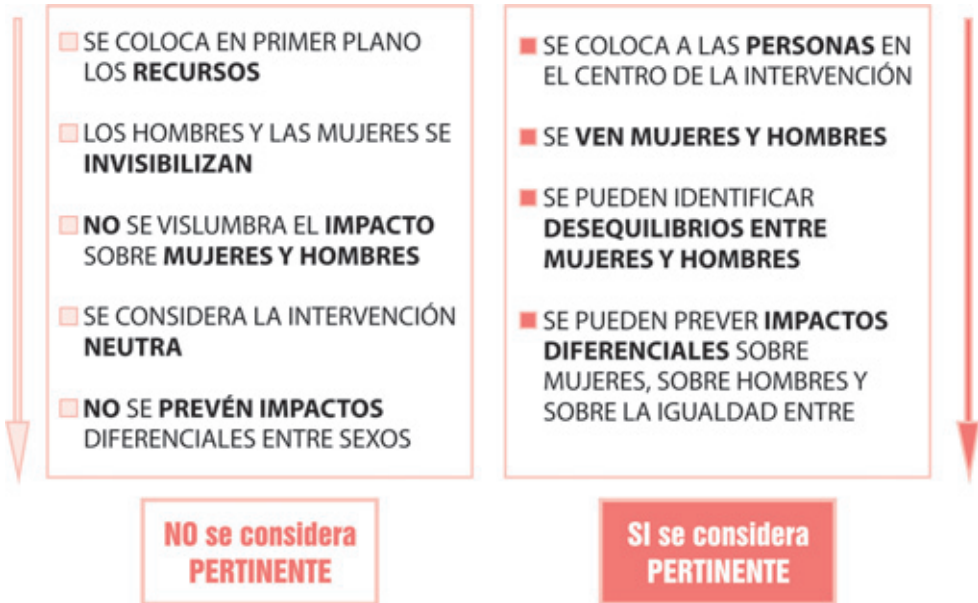 SE COLOCA EN PRIMER PLANO
LOS RECURSOS
LOS HOMBRES Y LAS MUJERES SE
INVISIBILIZAN
NO SE VISLUMBRA EL IMPACTO
SOBRE MUJERES Y HOMBRES
SE CONSIDERA LA INTERVENCIÓN
NEUTRA
NO SE PREVÉN IMPACTOS
DIFERENCIALES ENTRE SEXOS
NO se considera
PERTINENTE
SE COLOCA A LAS PERSONAS EN
EL CENTRO DE LA INTERVENCIÓN
SE VEN MUJERES Y HOMBRES
SE PUEDEN IDENTIFICAR
DESEQUILIBRIOS ENTRE
MUJERES Y HOMBRES
SE PUEDEN PREVER IMPACTOS
DIFERENCIALES SOBRE
MUJERES, SOBRE HOMBRES Y
SOBRE LA IGUALDAD ENTRE
SI se considera
PERTINENTE